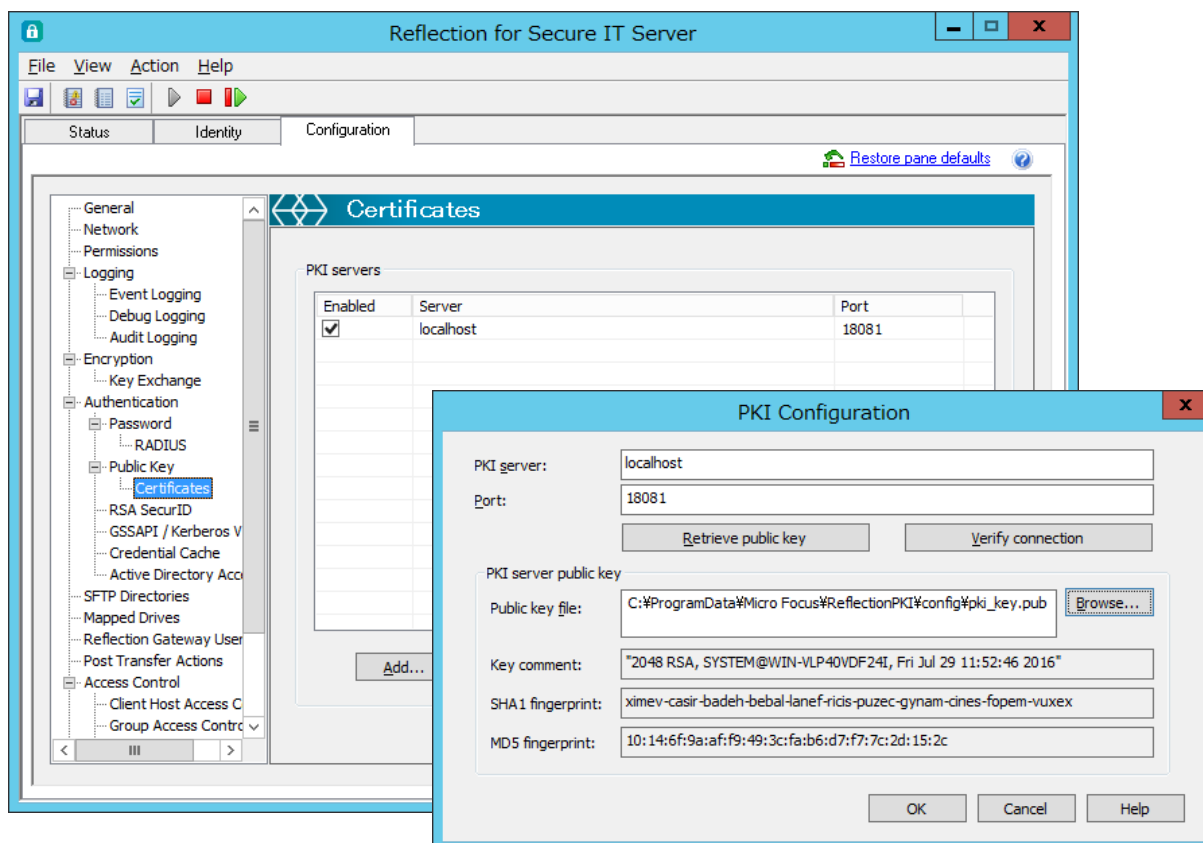 Reflection for Secure IT Server
File View Action Help
Status Identity Configuration
Restore pane defaults
General
Network
Permissions
Logging
Event Logging
Debug Logging
Audit Logging
Encryption
Key Exchange
Authentication
Password
RADIUS
Public Key
Certificates
RSA SecurID
GSSAPI / Kerberos V
Credential Cache
Active Directory Acc
SFTP Directories
Mapped Drives
Reflection Gateway User
Post Transfer Actions
Access Control
Client Host Access C
Group Access Contro
Certificates
PKI servers
Enabled Server Port
localhost 18081
Add...
PKI Configuration
PKI server: localhost
Port: 18081
Retrieve public key Verify connection
PKI server public key
Public key file: C:¥ProgramData¥Micro Focus¥ReflectionPKI¥config¥pki_key.pub Browse...
Key comment: "2048 RSA, SYSTEM@WIN-VLP40VDF24I, Fri Jul 29 11:52:46 2016"
SHA1 fingerprint: ximev-casir-badeh-bebal-lanef-ricis-puzec-gynam-cines-fopem-vuxex
MD5 fingerprint: 10:14:6f:9a:af:f9:49:3c:fa:b6:d7:f7:7c:2d:15:2c
OK Cancel Help